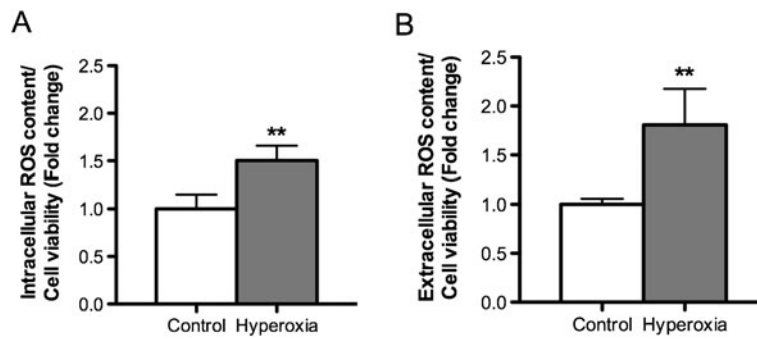 A
Intracellular ROS content/
Cell viability (Fold change)
2.5
2.0
1.5
1.0
0.5
0.0
**
Control Hyperoxia
B
Extracellular ROS content/
Cell viability (Fold change)
2.5
2.0
1.5
1.0
0.5
0.0
**
Control Hyperoxia